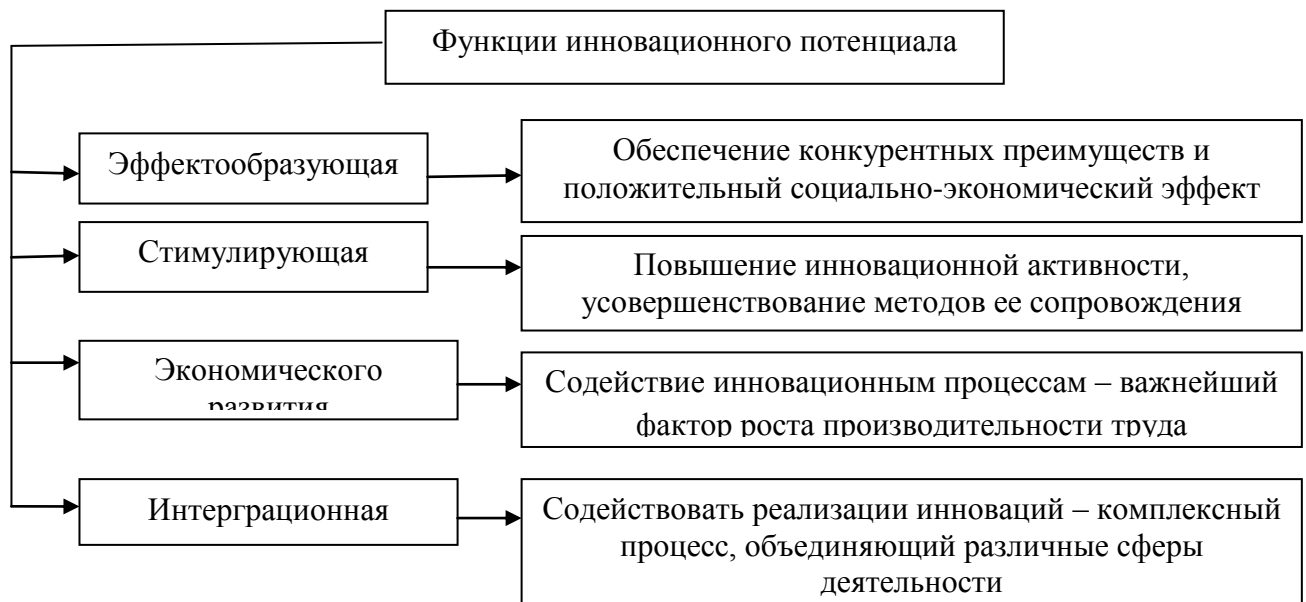 Функции инновационного потенциала
Эффектообразующая
Обеспечение конкурентных преимуществ и
положительный социально-экономический эффект
Стимулирующая
Повышение инновационной активности,
усовершенствование методов ее сопровождения
Экономического
развития
Содействие инновационным процессам – важнейший
фактор роста производительности труда
Интерграционная
Содействовать реализации инноваций – комплексный
процесс, объединяющий различные сферы
деятельности